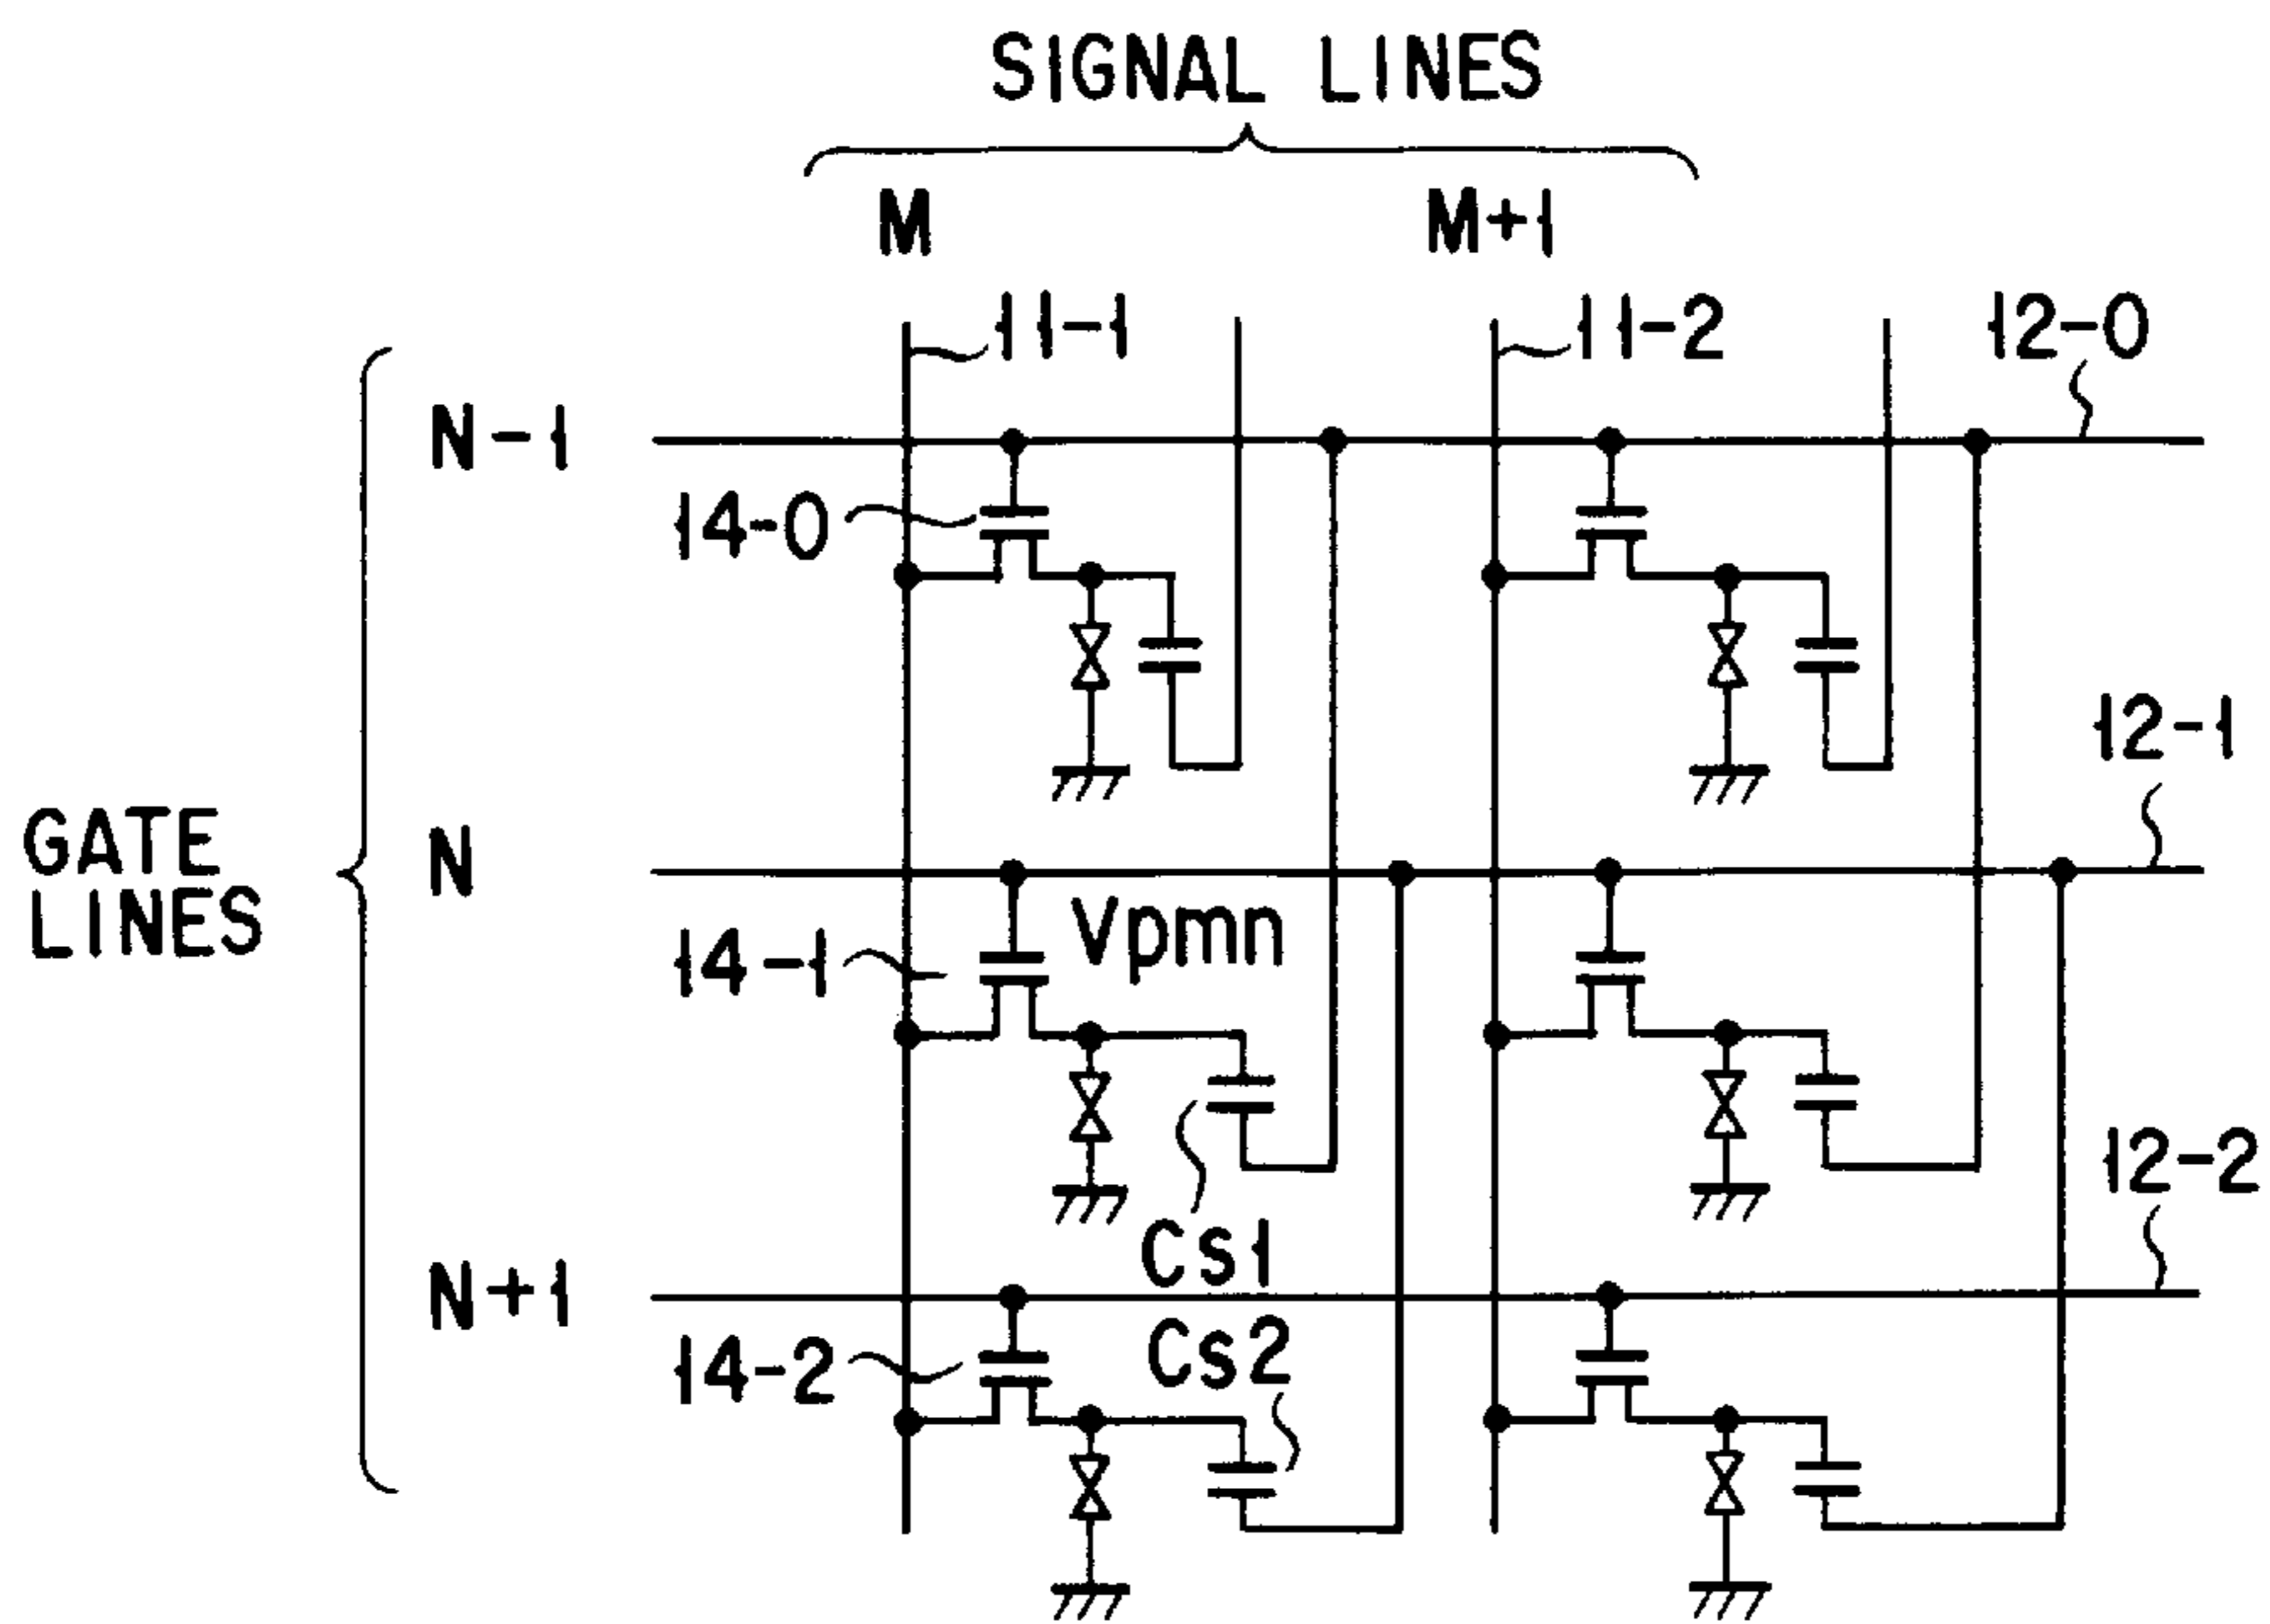 SIGNAL LINES
M
M+1
11-1
11-2
12-0
N-1
14-0
12-1
GATE
LINES
N
14-1
Vpmn
12-2
Cs1
N+1
Cs2
14-2